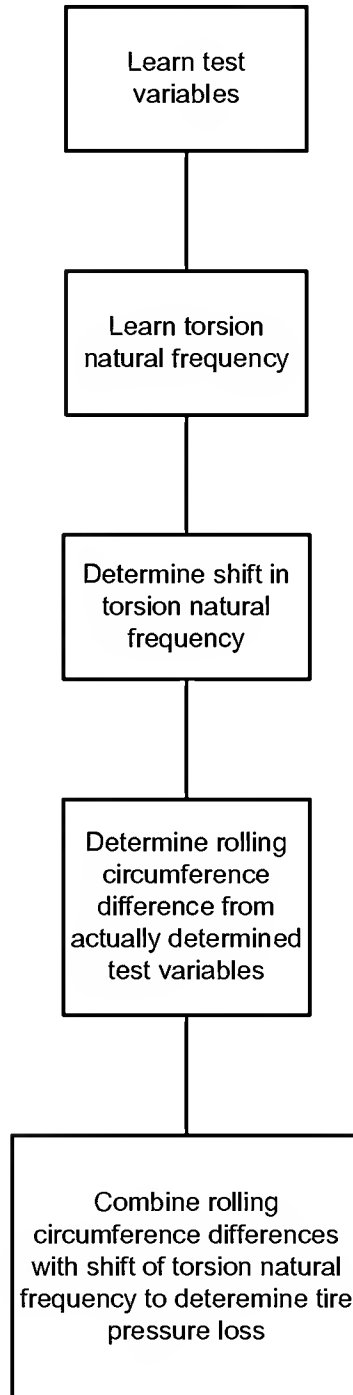 Learn test
variables
Learn torsion
natural frequency
Determine shift in
torsion natural
frequency
Determine rolling
circumference
difference from
actually determined
test variables
Combine rolling
circumference differences
with shift of torsion natural
frequency to deteremine tire
pressure loss